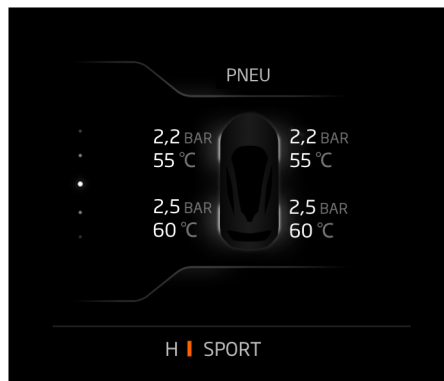 PNEU
2,2 BAR 2,2 BAR
55 °C 55 °C
2,5 BAR 2,5 BAR
60 °C 60 °C
H SPORT